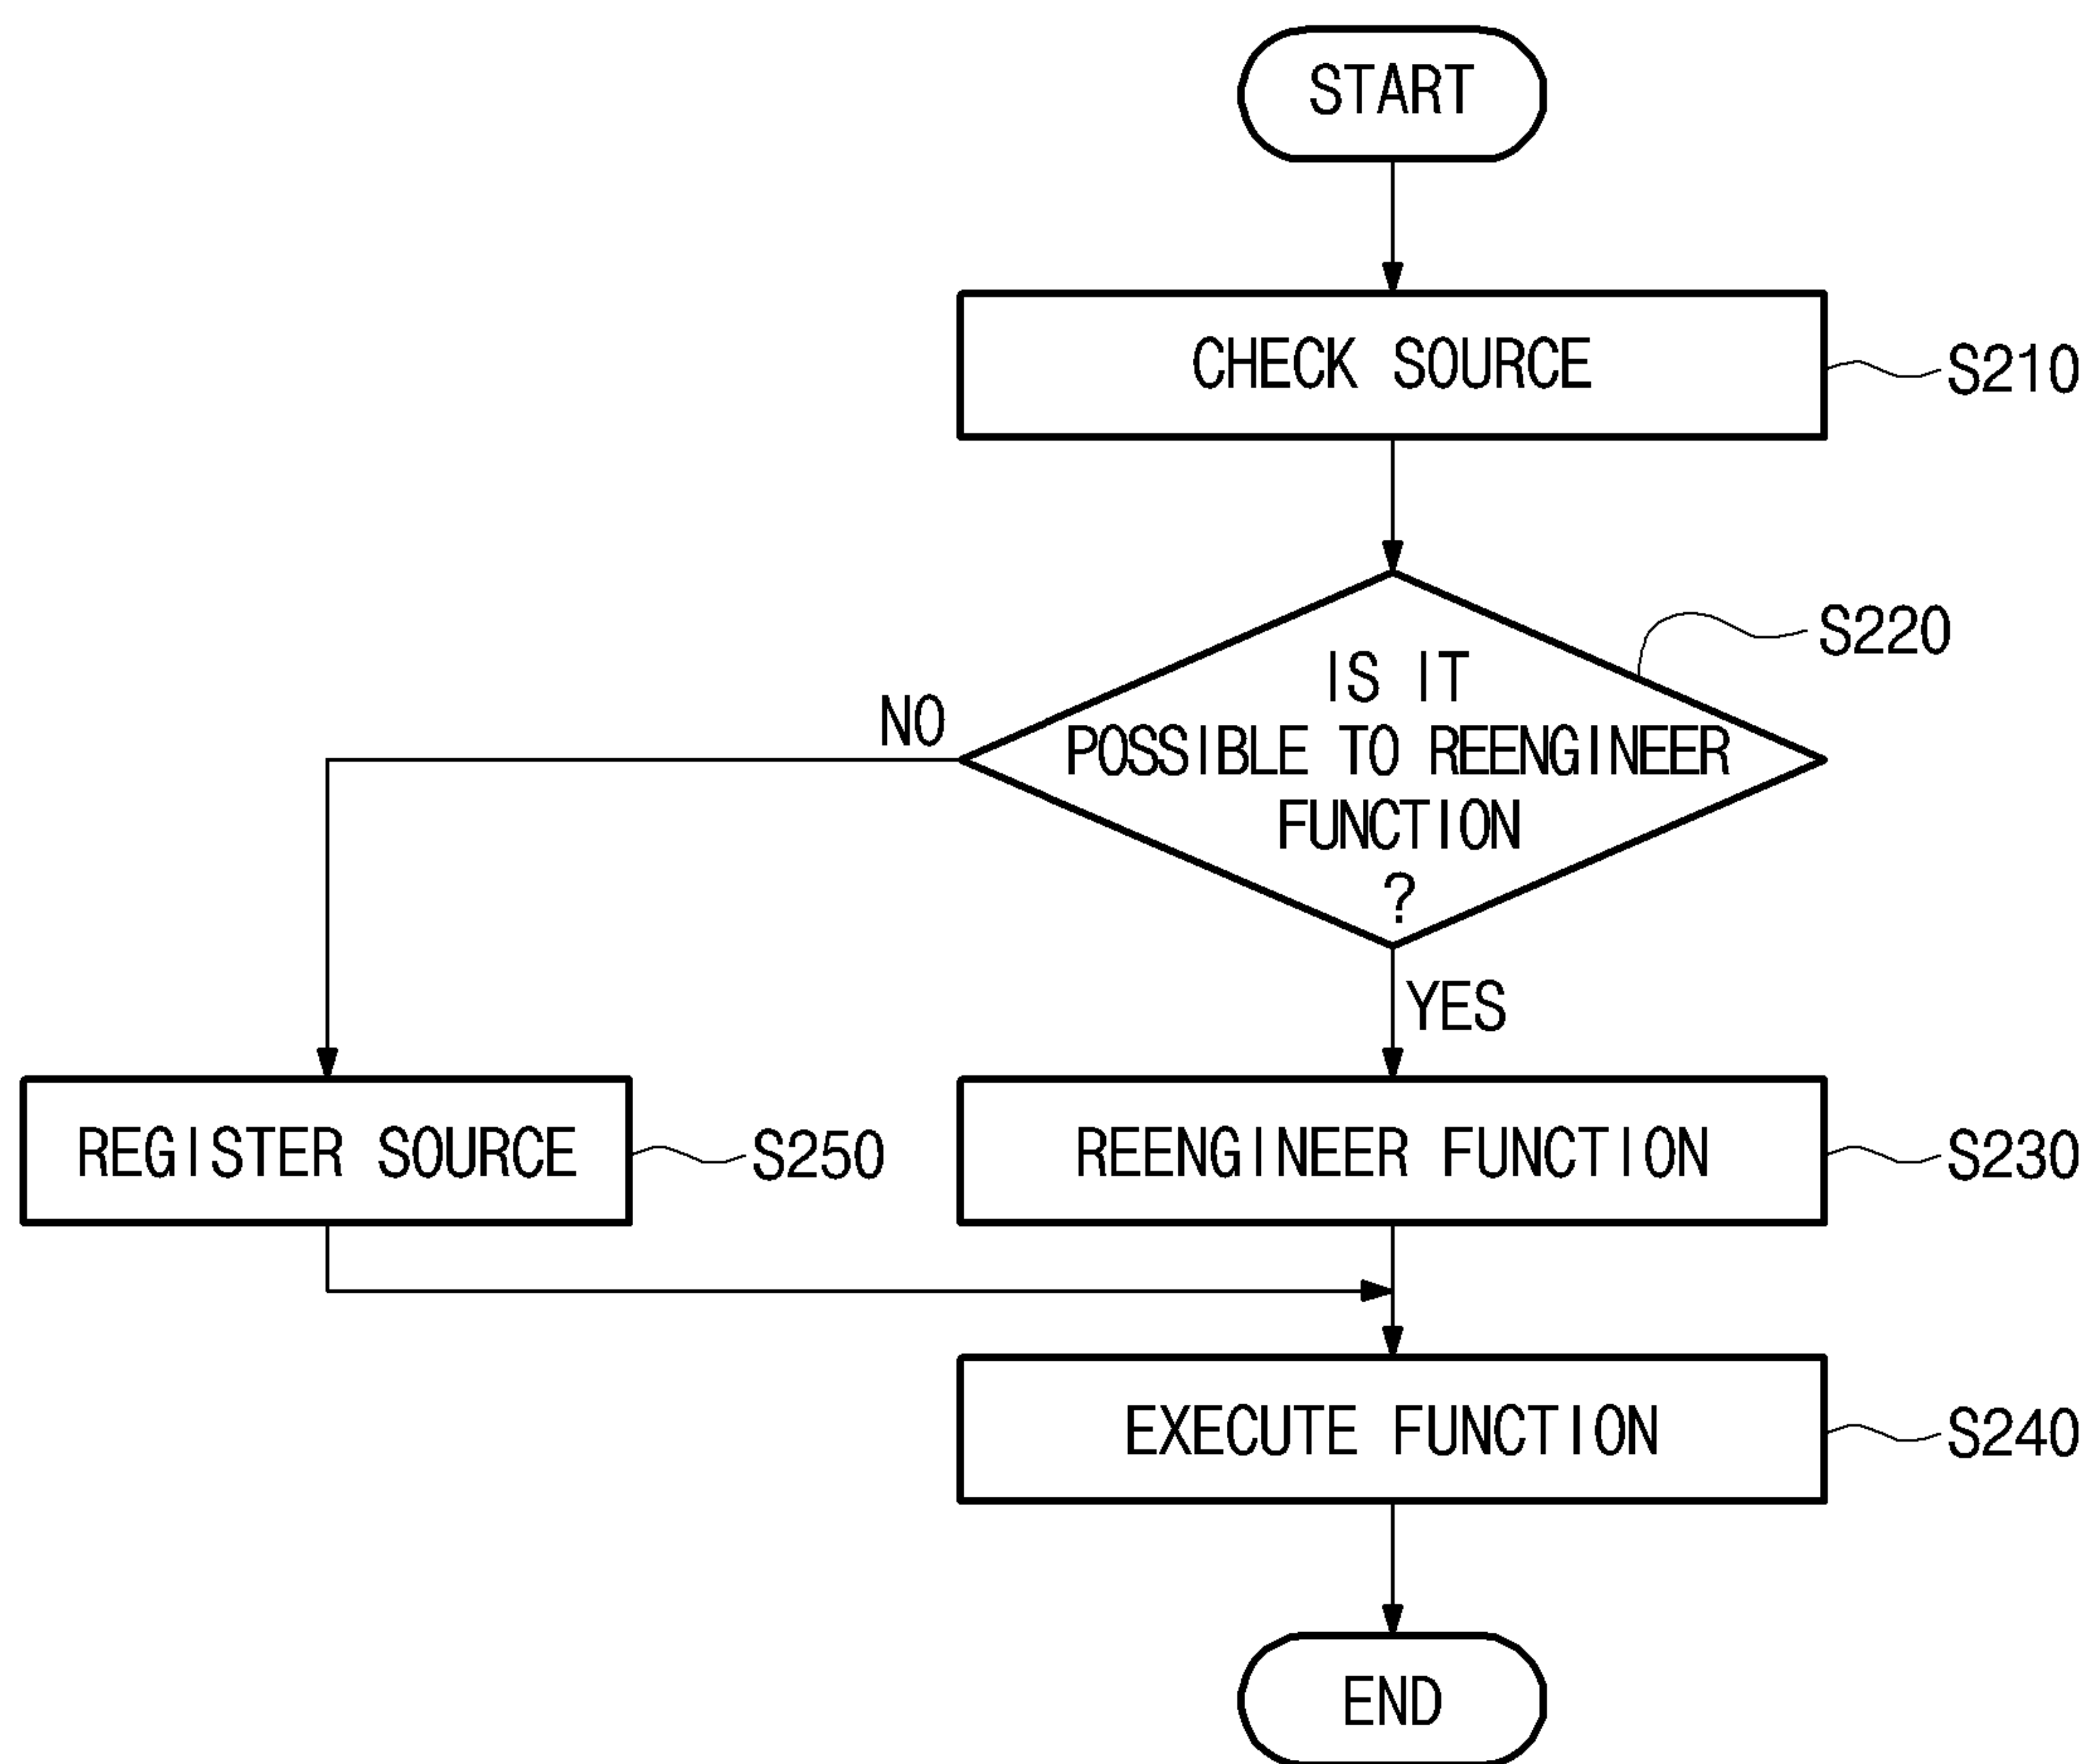 START
CHECK SOURCE
S210
S220
IS IT
POSSIBLE TO REENGINEER
FUNCTION
?
NO
YES
REGISTER SOURCE
S250
REENGINEER FUNCTION
S230
EXECUTE FUNCTION
S240
END